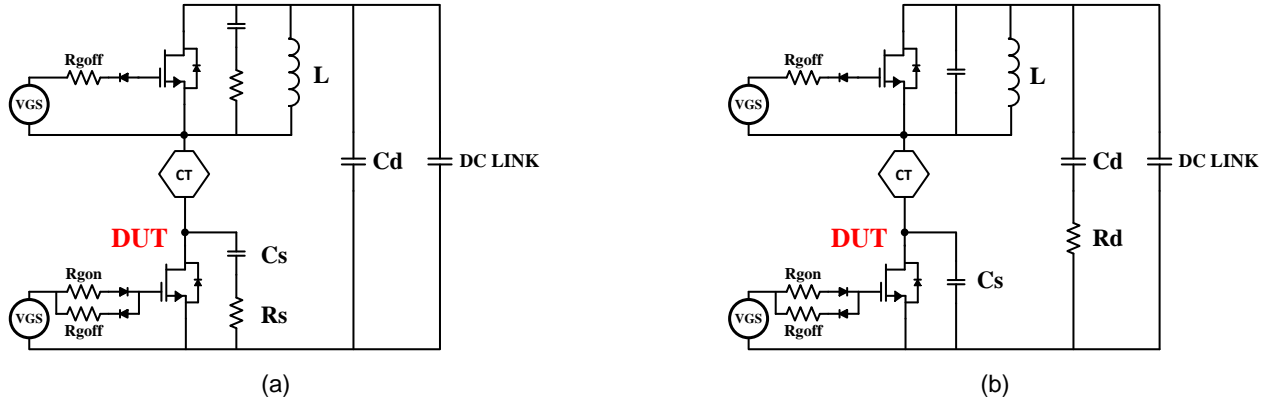 Rgoff
VGS
L
CT
Cd
DC LINK
DUT
Cs
Rgon
VGS
Rgoff
Rs
(a)
Rgoff
VGS
L
CT
Cd
DC LINK
DUT
Rd
Rgon
Cs
VGS
Rgoff
(b)